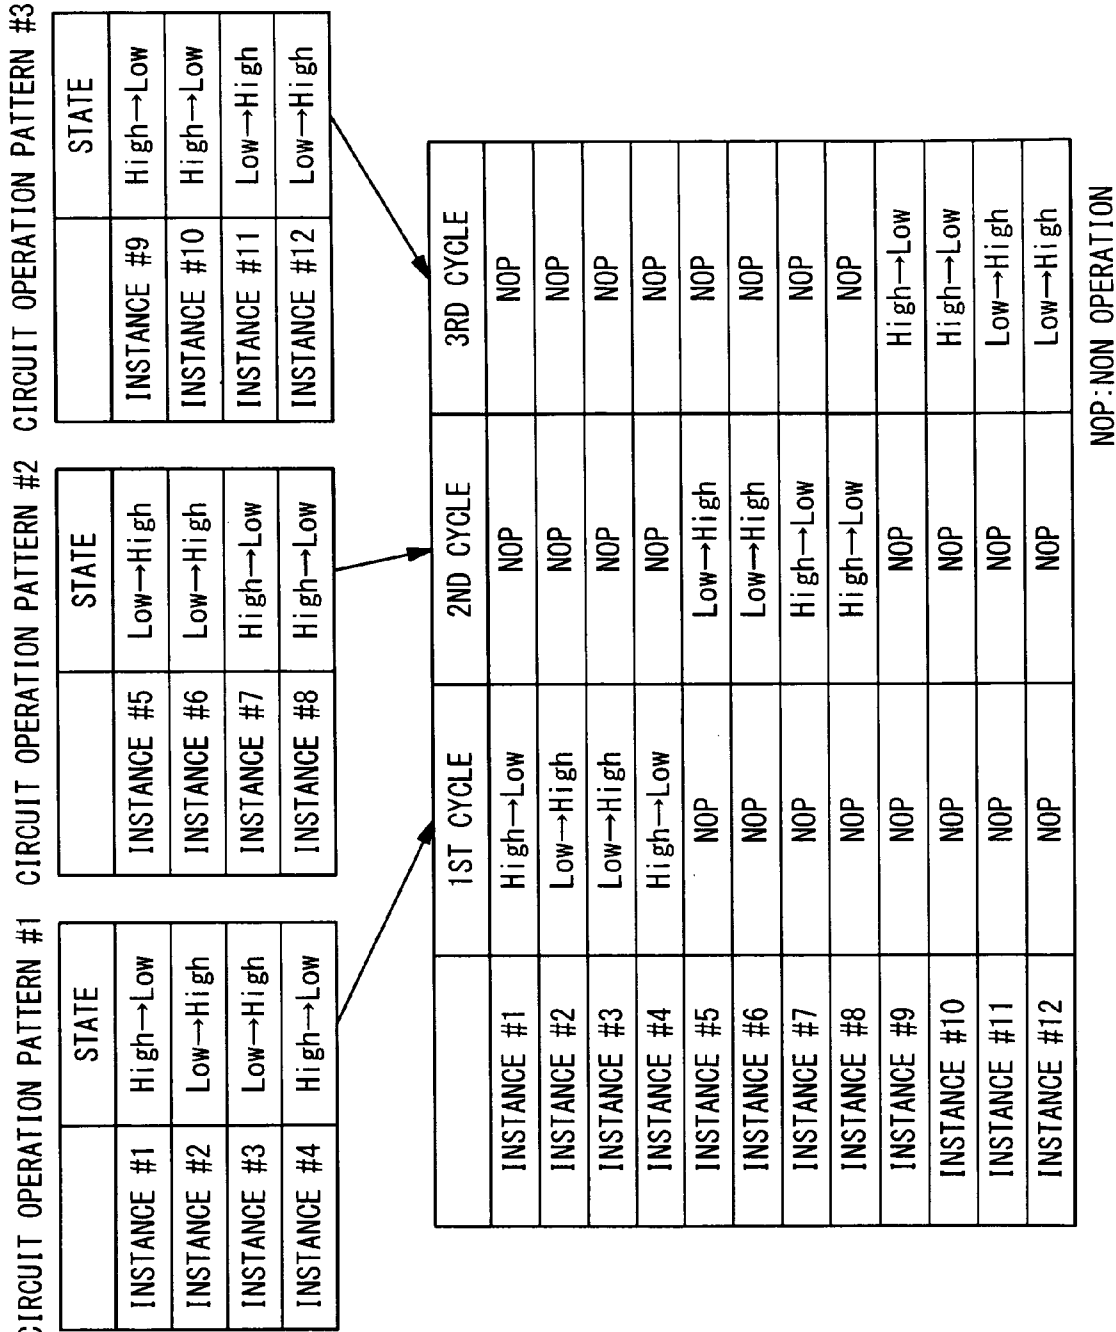 CIRCUIT OPERATION PATTERN #1
STATE
INSTANCE #1 High→Low
INSTANCE #2 Low→High
INSTANCE #3 Low→High
INSTANCE #4 High→Low
CIRCUIT OPERATION PATTERN #2
STATE
INSTANCE #5 Low→High
INSTANCE #6 Low→High
INSTANCE #7 High→Low
INSTANCE #8 High→Low
CIRCUIT OPERATION PATTERN #3
STATE
INSTANCE #9 High→Low
INSTANCE #10 High→Low
INSTANCE #11 Low→High
INSTANCE #12 Low→High
1ST CYCLE 2ND CYCLE 3RD CYCLE
INSTANCE #1 High→Low NOP NOP
INSTANCE #2 Low→High NOP NOP
INSTANCE #3 Low→High NOP NOP
INSTANCE #4 High→Low NOP NOP
INSTANCE #5 NOP Low→High NOP
INSTANCE #6 NOP Low→High NOP
INSTANCE #7 NOP High→Low NOP
INSTANCE #8 NOP High→Low NOP
INSTANCE #9 NOP NOP High→Low
INSTANCE #10 NOP NOP High→Low
INSTANCE #11 NOP NOP Low→High
INSTANCE #12 NOP NOP Low→High
NOP:NON OPERATION